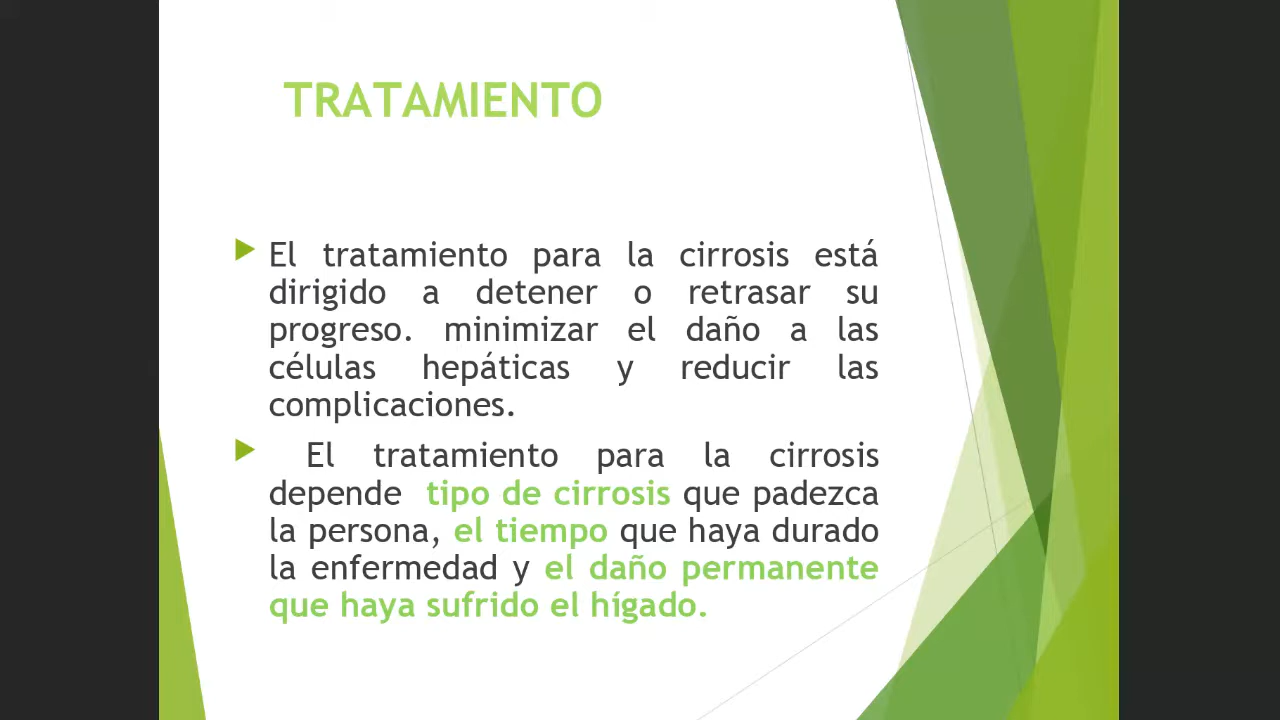 TRATAMIENTO
El tratamiento para la cirrosis está
dirigido a detener o retrasar su
progreso. minimizar el daño a las
células hepáticas y reducir las
complicaciones.
El tratamiento para la cirrosis
depende tipo de cirrosis que padezca
la persona, el tiempo que haya durado
la enfermedad y el daño permanente
que haya sufrido el hígado.